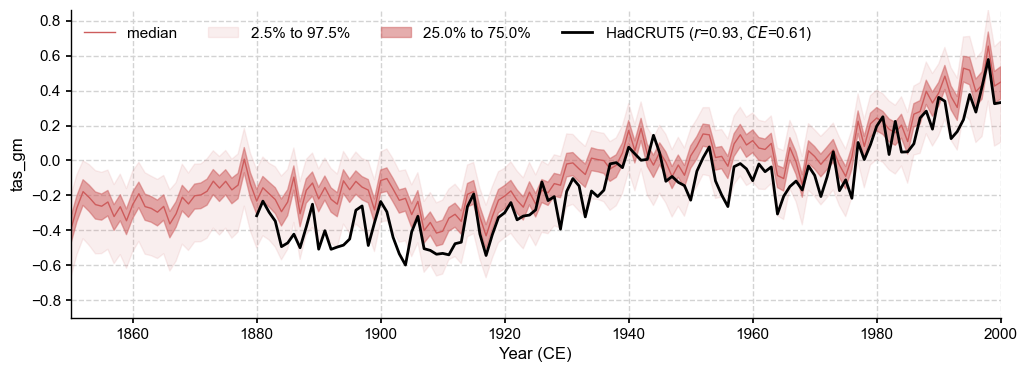 median
2.5% to 97.5%
25.0% to 75.0%
HadCRUT5 (r=0.93, CE=0.61)
tas_gm
0.8
0.6
0.4
0.2
0.0
−0.2
−0.4
−0.6
−0.8
1860
1880
1900
1920
1940
1960
1980
2000
Year (CE)